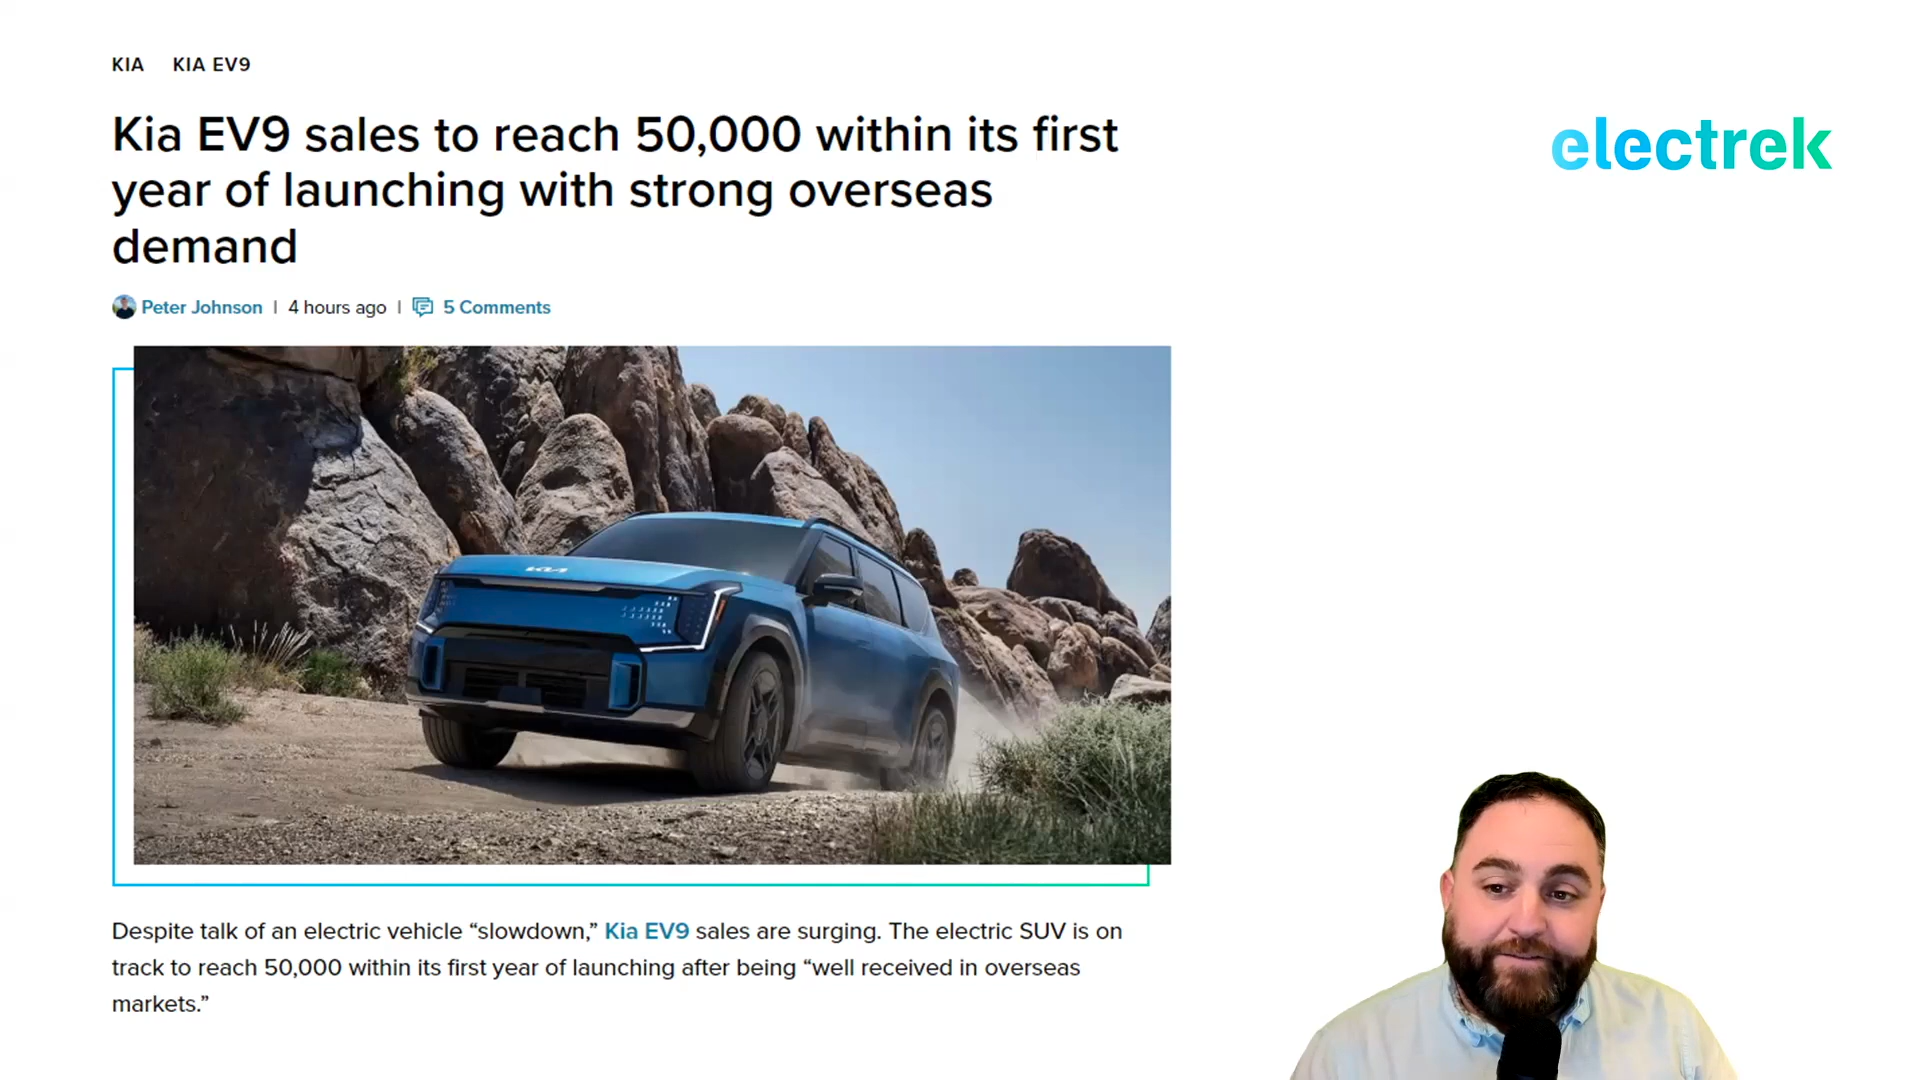 KIA KIA EV9
electrek
Kia EV9 sales to reach 50,000 within its first
year of launching with strong overseas
demand
Peter Johnson | 4 hours ago | 5 Comments
KIA
Despite talk of an electric vehicle “slowdown,” Kia EV9 sales are surging. The electric SUV is on
track to reach 50,000 within its first year of launching after being “well received in overseas
markets.”